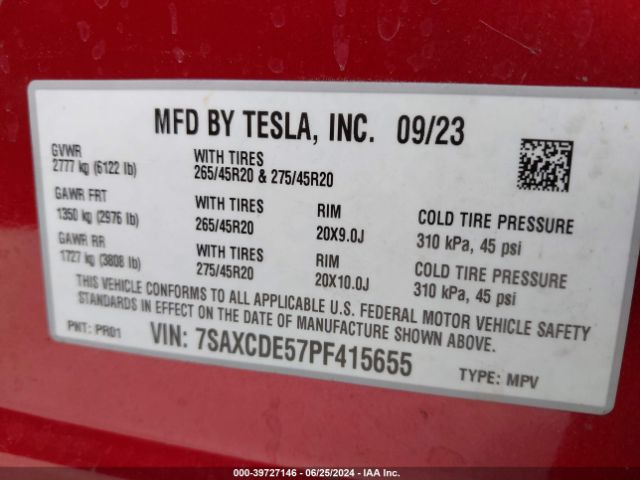 MFD BY TESLA, INC. 09/23
GVWR
2777 kg (6122 lb)
WITH TIRES
265/45R20 & 275/45R20
GAWR FRT
1350 kg (2976 lb)
WITH TIRES
265/45R20
RIM
20X9.0J
COLD TIRE PRESSURE
310 kPa, 45 psi
GAWR RR
1727 kg (3808 lb)
WITH TIRES
275/45R20
RIM
20X10.0J
COLD TIRE PRESSURE
310 kPa, 45 psi
THIS VEHICLE CONFORMS TO ALL APPLICABLE U.S. FEDERAL MOTOR VEHICLE SAFETY
STANDARDS IN EFFECT ON THE DATE OF MANUFACTURE SHOWN ABOVE.
PNT: PR01 VIN: 7SAXCDE57PF415655 TYPE: MPV
000-39727146 - 06/25/2024 - IAA Inc.